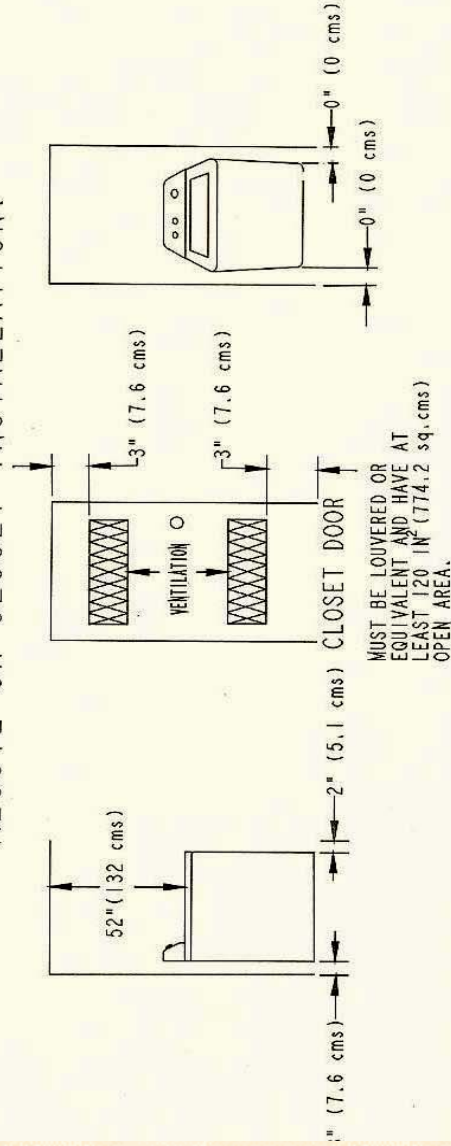 52"(132 cms)
" (7.6 cms)
2" (5.1 cms)
3" (7.6 cms)
VENTILATION
3" (7.6 cms)
CLOSET DOOR
MUST BE LOUVERED OR
EQUIVALENT AND HAVE AT
LEAST 120 IN² (774.2 sq.cms)
OPEN AREA.
0" (0 cms)
0" (0 cms)